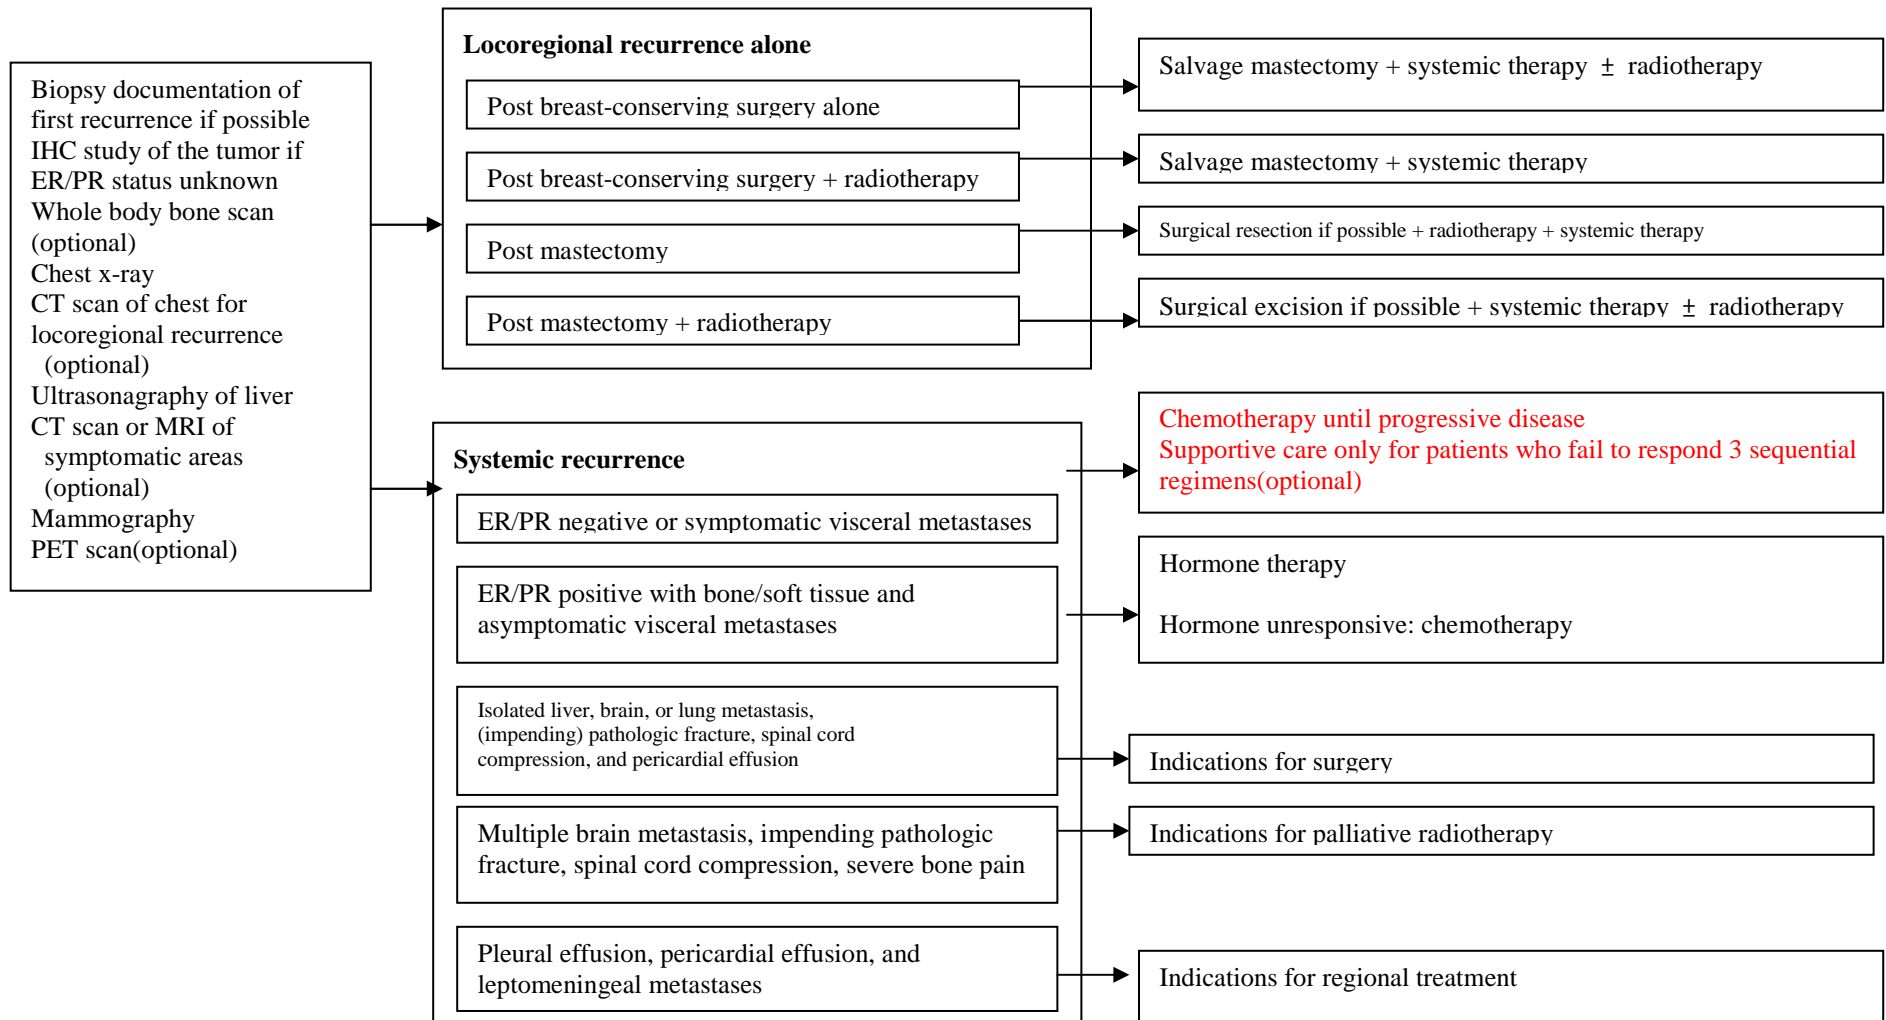 Biopsy documentation of
first recurrence if possible
IHC study of the tumor if
ER/PR status unknown
Whole body bone scan
(optional)
Chest x-ray
CT scan of chest for
locoregional recurrence
(optional)
Ultrasonagraphy of liver
CT scan or MRI of
symptomatic areas
(optional)
Mammography
PET scan(optional)
Locoregional recurrence alone
Post breast-conserving surgery alone
Salvage mastectomy + systemic therapy ± radiotherapy
Post breast-conserving surgery + radiotherapy
Salvage mastectomy + systemic therapy
Post mastectomy
Surgical resection if possible + radiotherapy + systemic therapy
Post mastectomy + radiotherapy
Surgical excision if possible + systemic therapy ± radiotherapy
Systemic recurrence
ER/PR negative or symptomatic visceral metastases
Chemotherapy until progressive disease
Supportive care only for patients who fail to respond 3 sequential
regimens(optional)
ER/PR positive with bone/soft tissue and
asymptomatic visceral metastases
Hormone therapy
Hormone unresponsive: chemotherapy
Isolated liver, brain, or lung metastasis,
(impending) pathologic fracture, spinal cord
compression, and pericardial effusion
Indications for surgery
Multiple brain metastasis, impending pathologic
fracture, spinal cord compression, severe bone pain
Indications for palliative radiotherapy
Pleural effusion, pericardial effusion, and
leptomeningeal metastases
Indications for regional treatment